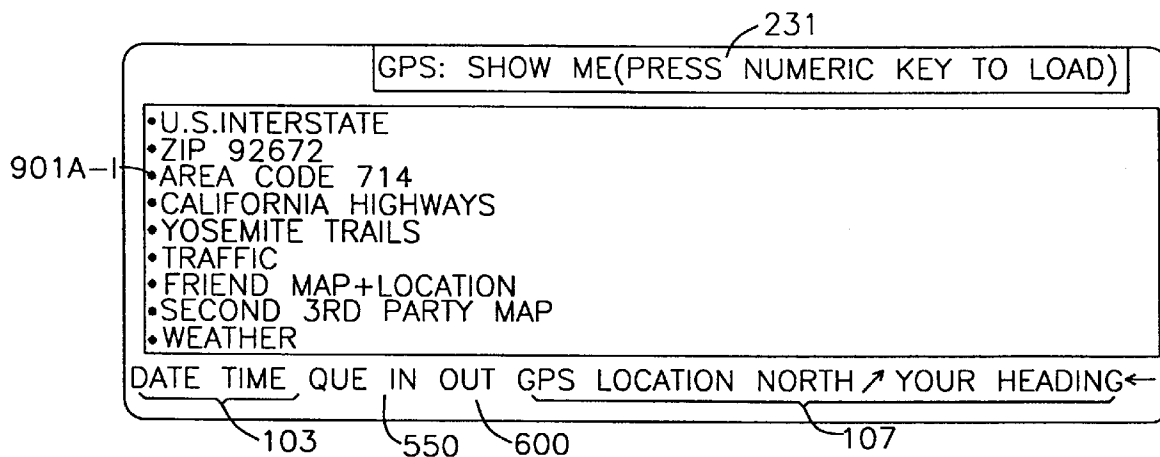 231
GPS: SHOW ME(PRESS NUMERIC KEY TO LOAD)
•U.S.INTERSTATE
•ZIP 92672
901A-I
•AREA CODE 714
•CALIFORNIA HIGHWAYS
•YOSEMITE TRAILS
•TRAFFIC
•FRIEND MAP+LOCATION
•SECOND 3RD PARTY MAP
•WEATHER
DATE TIME QUE IN OUT GPS LOCATION NORTH↗YOUR HEADING←
103 550 600 107